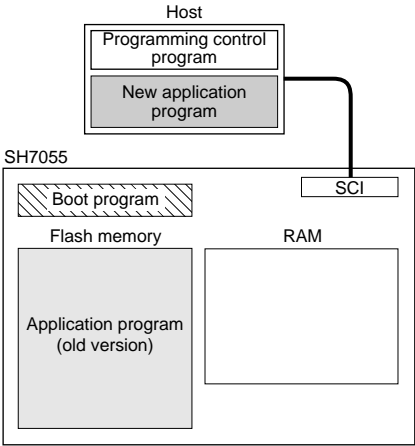 Host
Programming control
program
New application
program
SH7055
SCI
Boot program
Flash memory
RAM
Application program
(old version)